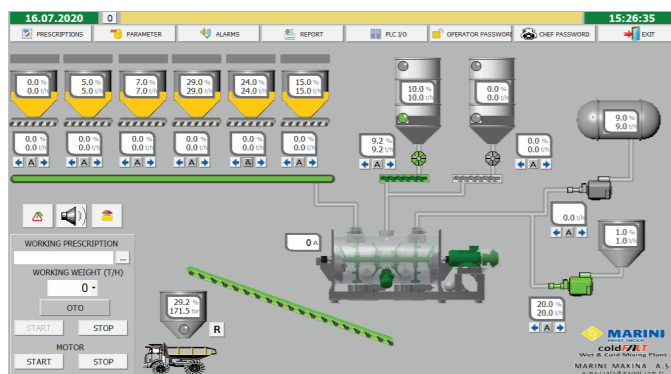 16.07.2020 0 15:26:35
PRESCRIPTIONS PARAMETER ALARMS REPORT PLC I/O OPERATOR PASSWORD CHEF PASSWORD EXIT
0.0 % 5.0 % 7.0 % 29.0 % 24.0 % 15.0 % 10.0 % 0.0 %
0.0 t/h 5.0 t/h 7.0 t/h 29.0 t/h 24.0 t/h 15.0 t/h 10.0 t/h 0.0 t/h
9.0 %
9.0 t/h
0.0 % 0.0 % 0.0 % 0.0 % 0.0 % 0.0 % 9.2 % 0.0 %
0.0 t/h 0.0 t/h 0.0 t/h 0.0 t/h 0.0 t/h 0.0 t/h 9.2 t/h 0.0 t/h
A A A A A A A A
0.0 t/h
A
1.0 %
1.0 t/h
0 A
WORKING PRESCRIPTION
...
WORKING WEIGHT (T/H)
0
OTO
START STOP
MOTOR
START STOP
29.2 %
171.5 ton
R
20.0 %
20.0 t/h
A
MARINI
FAYAT GROUP
coldMALT
Wet & Cold Mixing Plant
MARINI MAKINA A.S